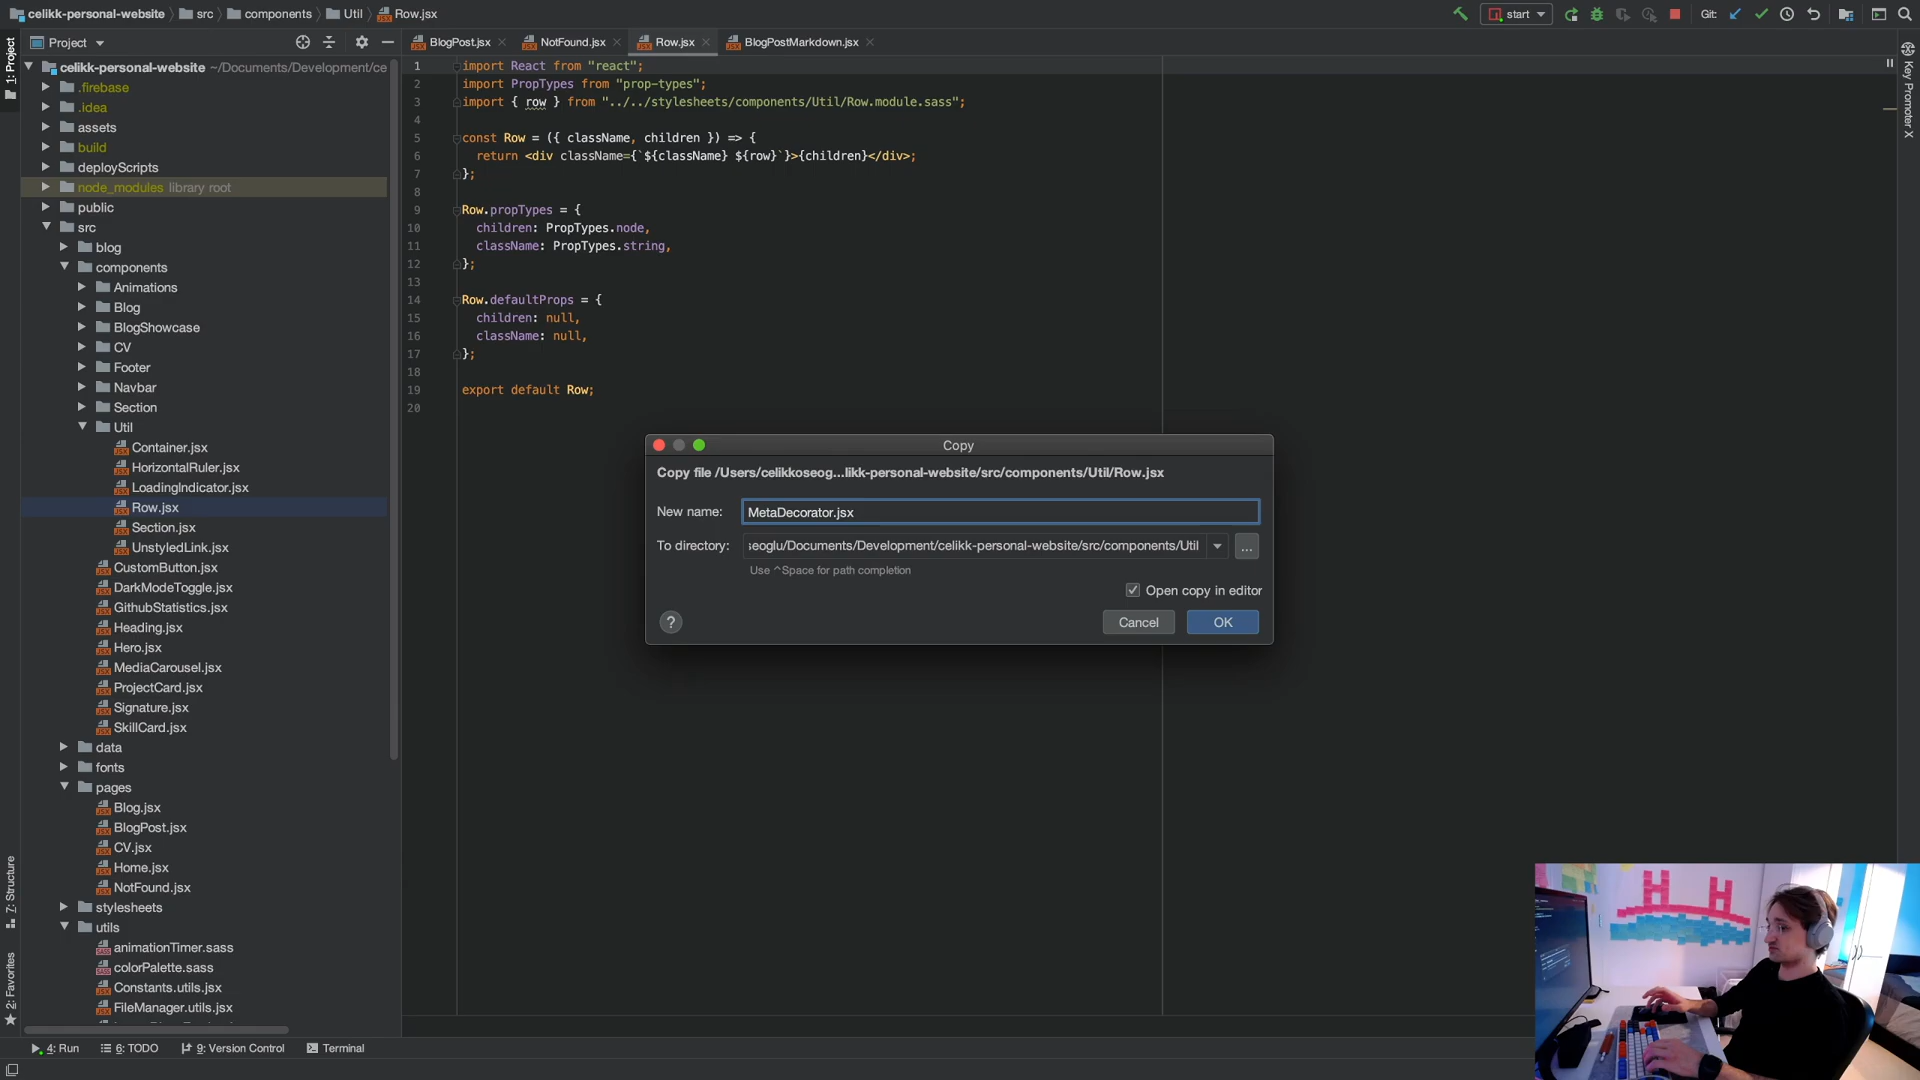 celikk-personal-website
src
components
Util
Row.jsx
start
Git:
1: Project
Project
BlogPost.jsx
NotFound.jsx
Row.jsx
BlogPostMarkdown.jsx
Key Promoter X
celikk-personal-website ~/Documents/Development/ce
.firebase
.idea
assets
build
deployScripts
node_modules library root
public
src
blog
components
Animations
Blog
BlogShowcase
CV
Footer
Navbar
Section
Util
Container.jsx
HorizontalRuler.jsx
LoadingIndicator.jsx
Row.jsx
Section.jsx
UnstyledLink.jsx
CustomButton.jsx
DarkModeToggle.jsx
GithubStatistics.jsx
Heading.jsx
Hero.jsx
MediaCarousel.jsx
ProjectCard.jsx
Signature.jsx
SkillCard.jsx
data
fonts
pages
Blog.jsx
BlogPost.jsx
CV.jsx
Home.jsx
NotFound.jsx
stylesheets
utils
animationTimer.sass
colorPalette.sass
Constants.utils.jsx
FileManager.utils.jsx
7: Structure
2: Favorites
1 import React from "react";
2 import PropTypes from "prop-types";
3 import { row } from "../../stylesheets/components/Util/Row.module.sass";
4
5 const Row = ({ className, children }) => {
6 return <div className={`${className} ${row}`}>{children}</div>;
7 };
8
9 Row.propTypes = {
10 children: PropTypes.node,
11 className: PropTypes.string,
12 };
13
14 Row.defaultProps = {
15 children: null,
16 className: null,
17 };
18
19 export default Row;
20
Copy
Copy file /Users/celikkoseog...likk-personal-website/src/components/Util/Row.jsx
New name: MetaDecorator.jsx
To directory: seoglu/Documents/Development/celikk-personal-website/src/components/Util
...
Use ^Space for path completion
Open copy in editor
?
Cancel
OK
4: Run
6: TODO
9: Version Control
Terminal